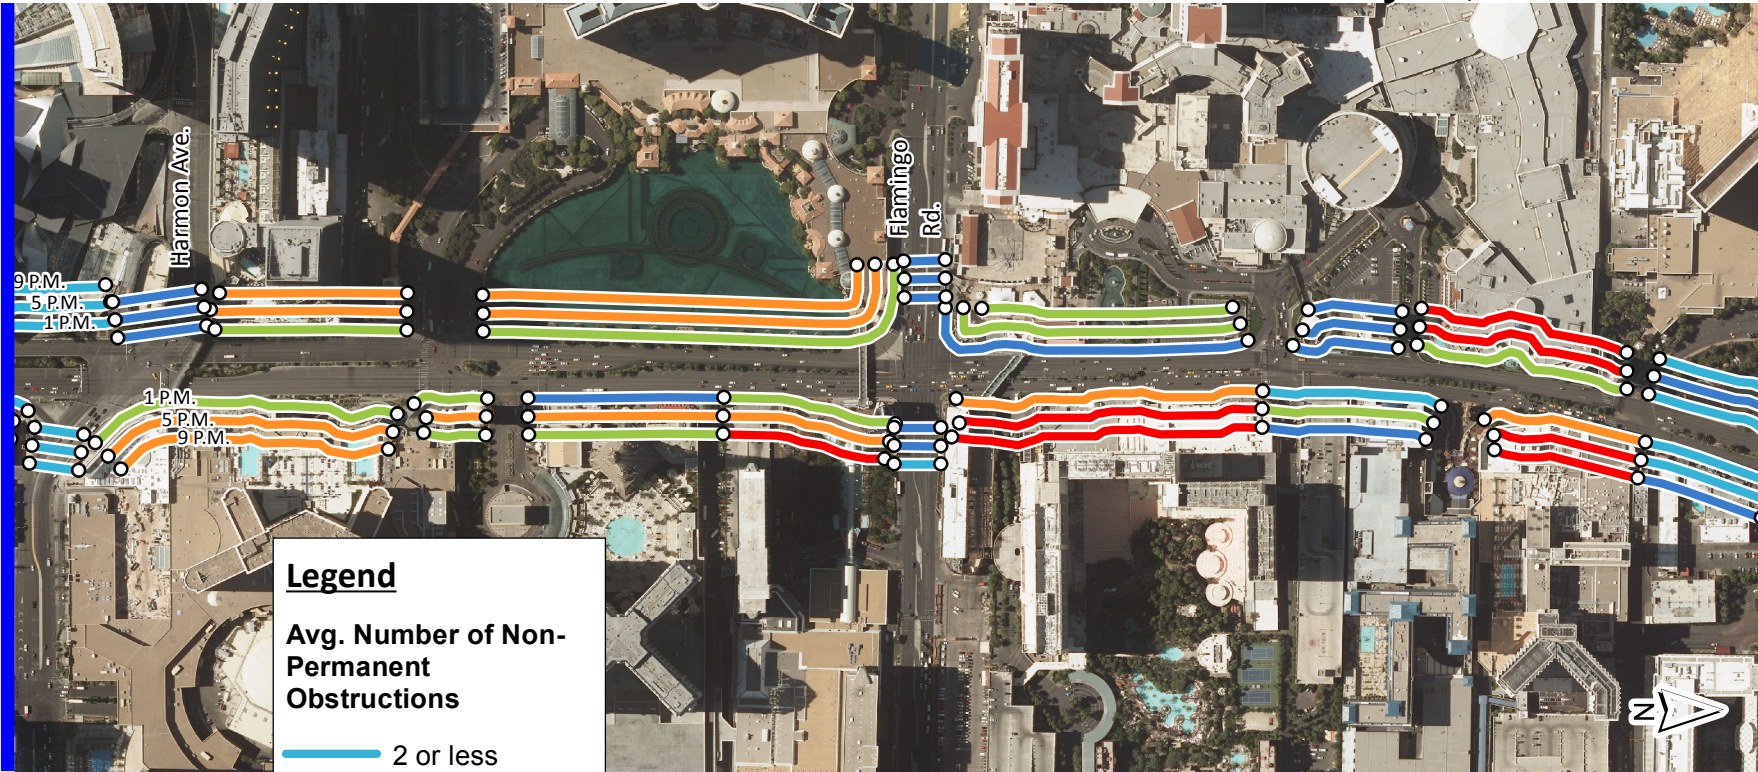 Harmon Ave.
Flamingo
Rd.
9 P.M.
5 P.M.
1 P.M.
1 P.M.
5 P.M.
9 P.M.
Legend
Avg. Number of Non-
Permanent
Obstructions
2 or less
N